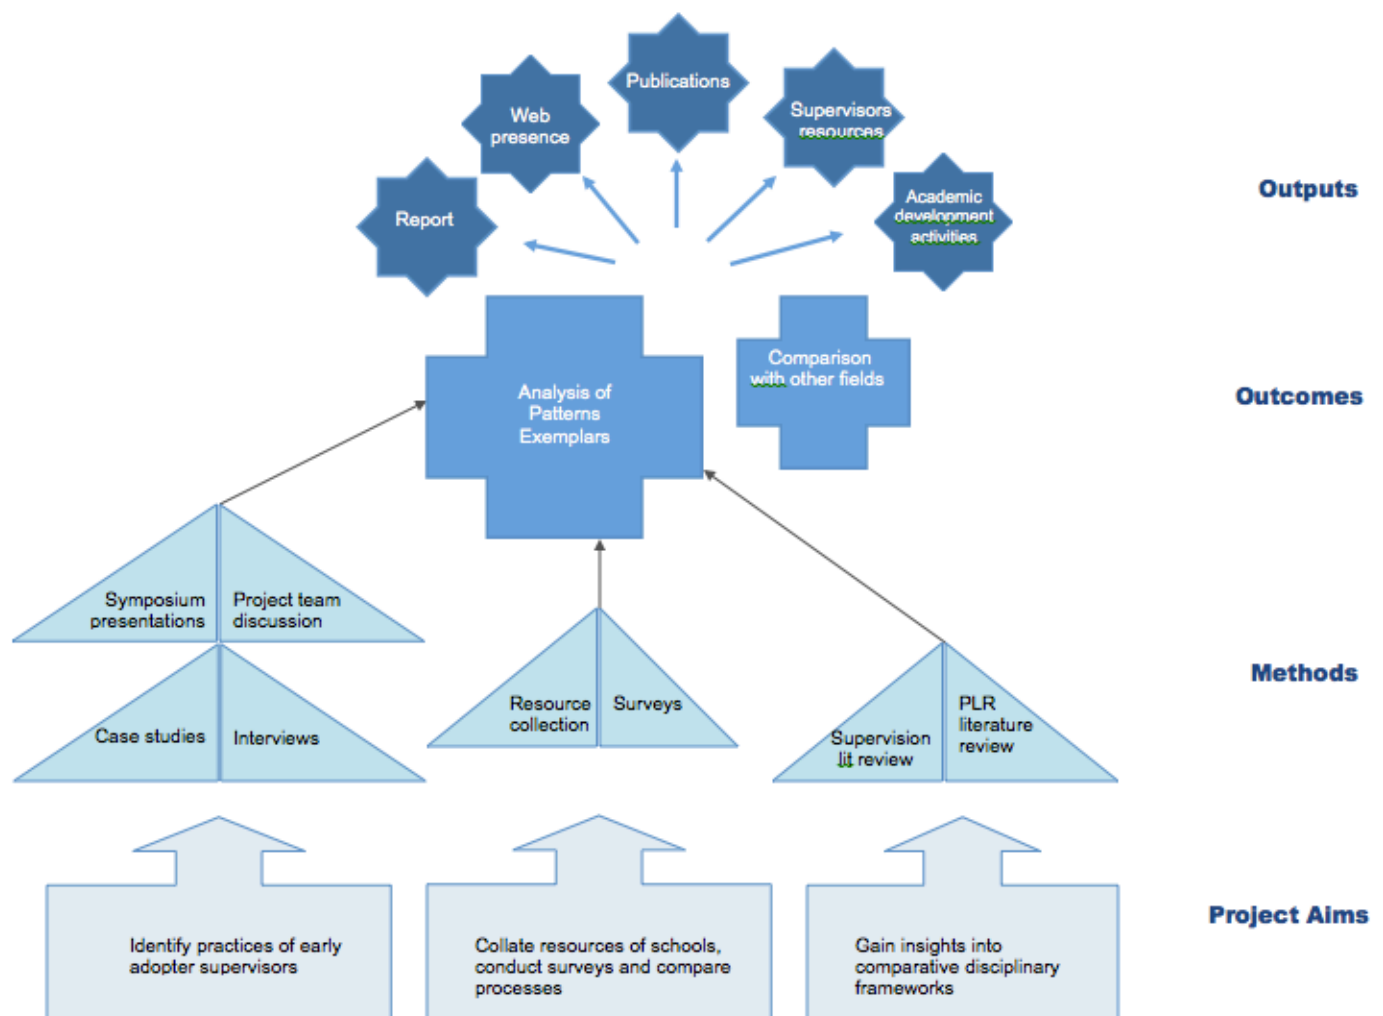 Publications
Web
presence
Supervisors
resources
Report
Academic
development
activities
Outputs
Analysis of
Patterns
Exemplars
Comparison
with other fields
Outcomes
Symposium
presentations
Project team
discussion
Case studies
Interviews
Resource
collection
Surveys
Supervision
lit review
PLR
literature
review
Methods
Identify practices of early
adopter supervisors
Collate resources of schools,
conduct surveys and compare
processes
Gain insights into
comparative disciplinary
frameworks
Project Aims